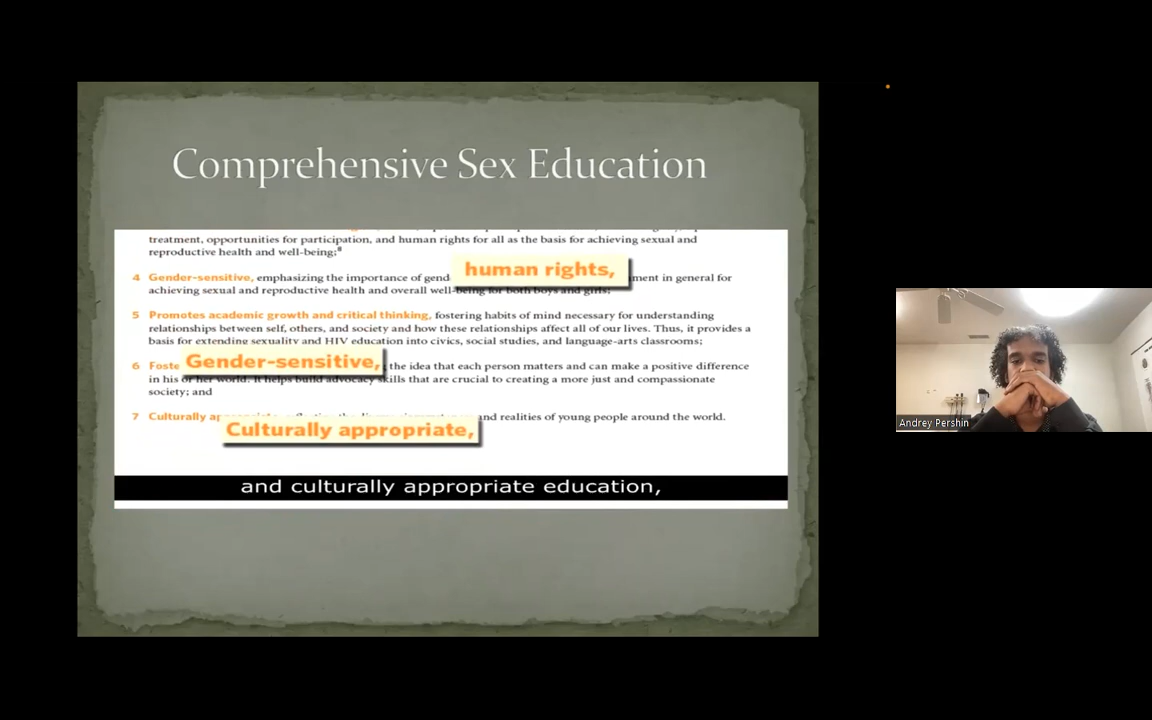 Comprehensive Sex Education
treatment, opportunities for participation, and human rights for all as the basis for achieving sexual and
reproductive health and well-being;8
human rights,
4 Gender-sensitive, emphasizing the importance of gend ment in general for
achieving sexual and reproductive health and overall well-being for both boys and girls;
5 Promotes academic growth and critical thinking, fostering habits of mind necessary for understanding
relationships between self, others, and society and how these relationships affect all of our lives. Thus, it provides a
basis for extending sexuality and HIV education into civics, social studies, and language-arts classrooms;
Gender-sensitive,
6 Foste the idea that each person matters and can make a positive difference
in his or her world. It helps build advocacy skills that are crucial to creating a more just and compassionate
society; and
7 Culturally ap and realities of young people around the world.
Culturally appropriate,
and culturally appropriate education,
Andrey Pershin